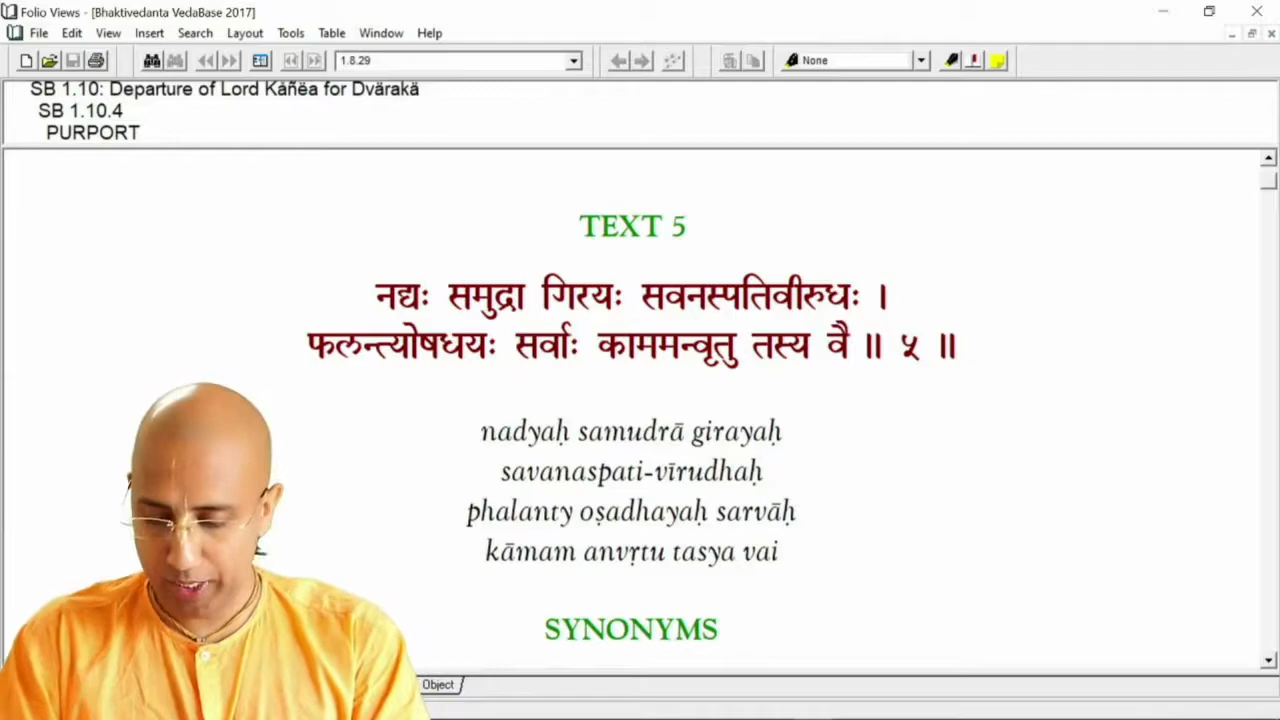 Folio Views - [Bhaktivedanta VedaBase 2017]
File Edit View Insert Search Layout Tools Table Window Help
1.8.29 None
SB 1.10: Departure of Lord Kåñëa for Dvärakä
SB 1.10.4
PURPORT
TEXT 5
नद्यः समुद्रा गिरयः सवनस्पतिवीरुधः ।
फलन्त्योषधयः सर्वाः काममन्वृतु तस्य वै ॥ ५ ॥
nadyaḥ samudrā girayaḥ
savanaspati-vīrudhaḥ
phalanty oṣadhayaḥ sarvāḥ
kāmam anvṛtu tasya vai
SYNONYMS
Object